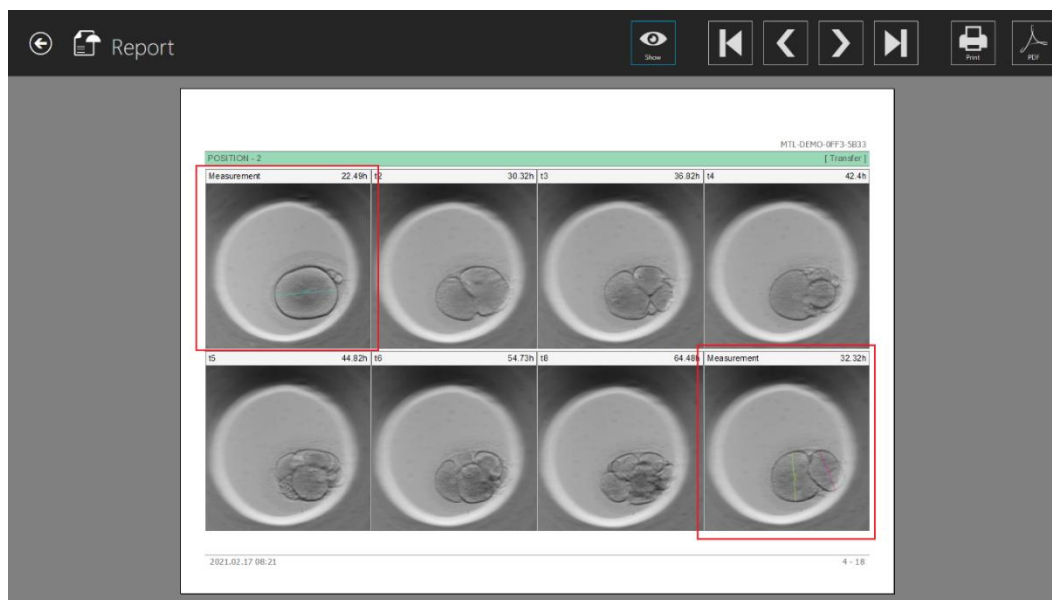 Report
Show
Print
PDF
MTL-DEMO-0FF3-5B33
POSITION - 2 [ Transfer ]
Measurement 22.49h t2 30.32h t3 36.82h t4 42.4h
t5 44.82h t6 54.73h t8 64.48h Measurement 32.32h
2021.02.17 08:21 4 - 18